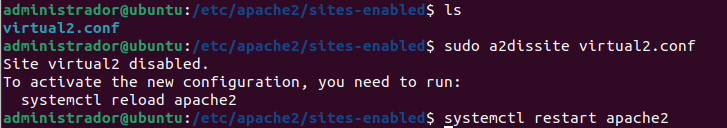 administrador@ubuntu:/etc/apache2/sites-enabled$ ls
virtual2.conf
administrador@ubuntu:/etc/apache2/sites-enabled$ sudo a2dissite virtual2.conf
Site virtual2 disabled.
To activate the new configuration, you need to run:
  systemctl reload apache2
administrador@ubuntu:/etc/apache2/sites-enabled$ systemctl restart apache2